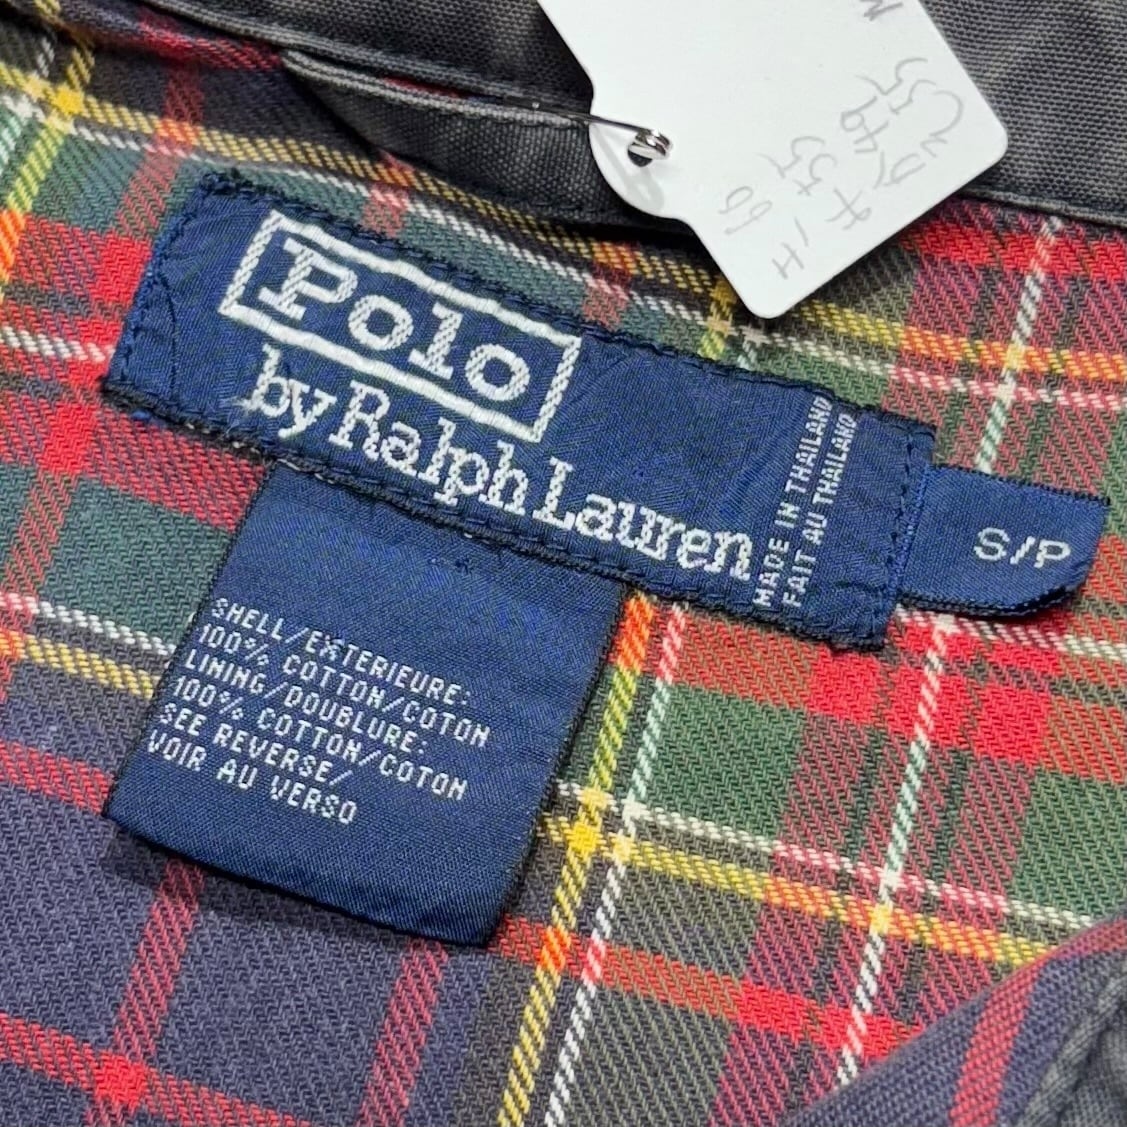 Polo
by Ralph Lauren
MADE IN THAILAND
FAIT AU THAILAND
S/P
SHELL/EXTERIEURE:
100% COTTON/COTON
LINING/DOUBLURE:
100% COTTON/COTON
SEE REVERSE/
VOIR AU VERSO